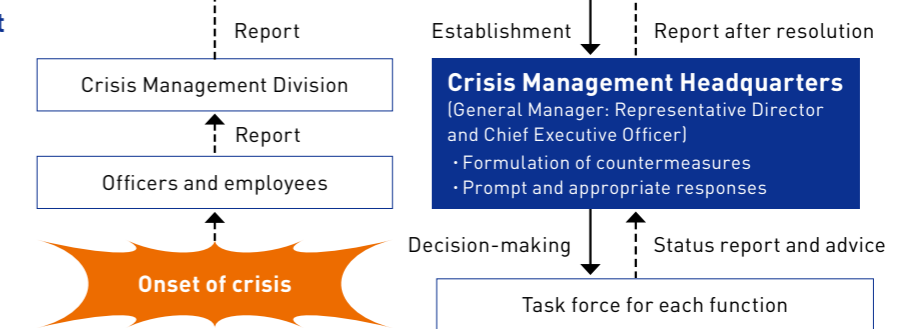 t
Report
Crisis Management Division
Report
Officers and employees
Onset of crisis
Establishment
Report after resolution
Crisis Management Headquarters
(General Manager: Representative Director
and Chief Executive Officer)
・Formulation of countermeasures
・Prompt and appropriate responses
Decision-making
Status report and advice
Task force for each function